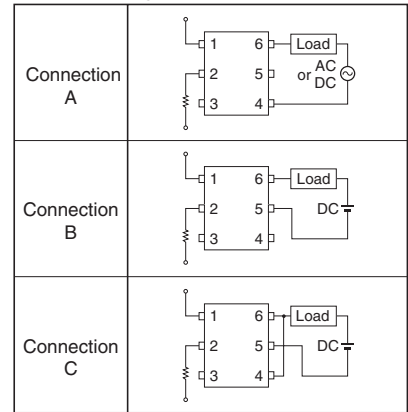 Connection
A
1 6 Load
2 5 or AC
DC
3 4
Connection
B
1 6 Load
2 5 DC
3 4
Connection
C
1 6 Load
2 5 DC
3 4